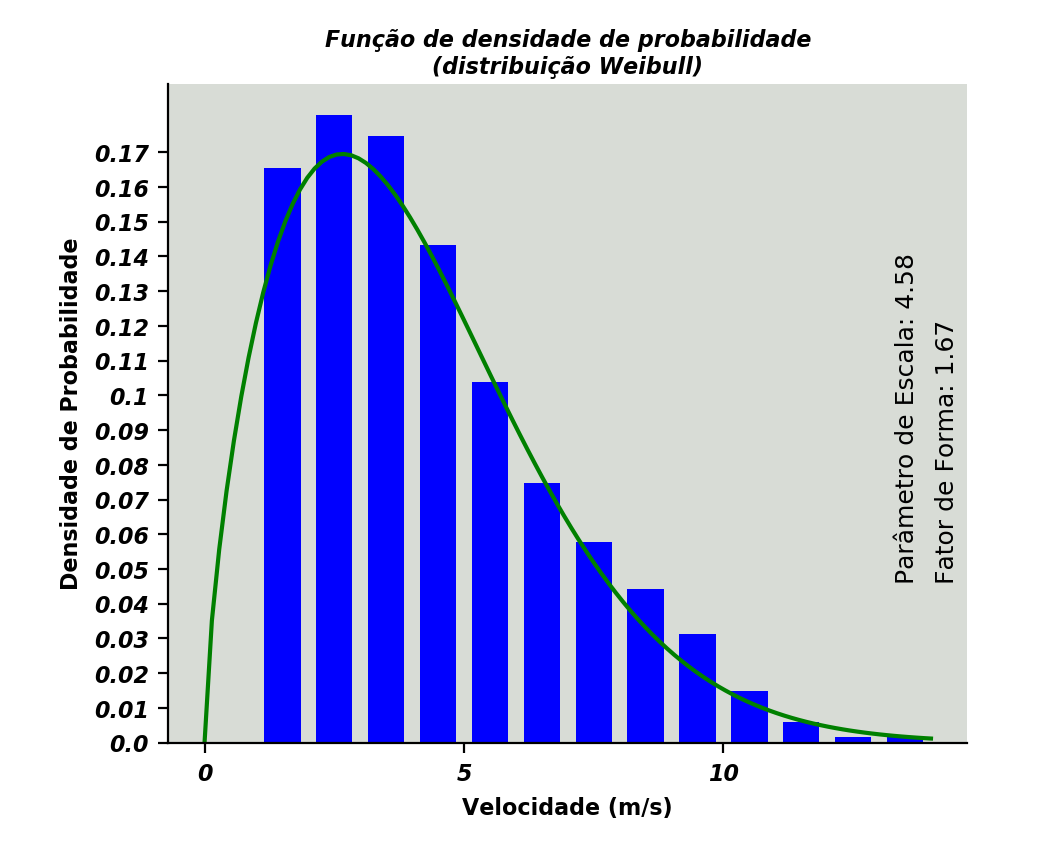 Função de densidade de probabilidade
(distribuição Weibull)
Densidade de Probabilidade
0.17
0.16
0.15
0.14
0.13
0.12
0.11
0.1
0.09
0.08
0.07
0.06
0.05
0.04
0.03
0.02
0.01
0.0
Parâmetro de Escala: 4.58
Fator de Forma: 1.67
0 5 10
Velocidade (m/s)